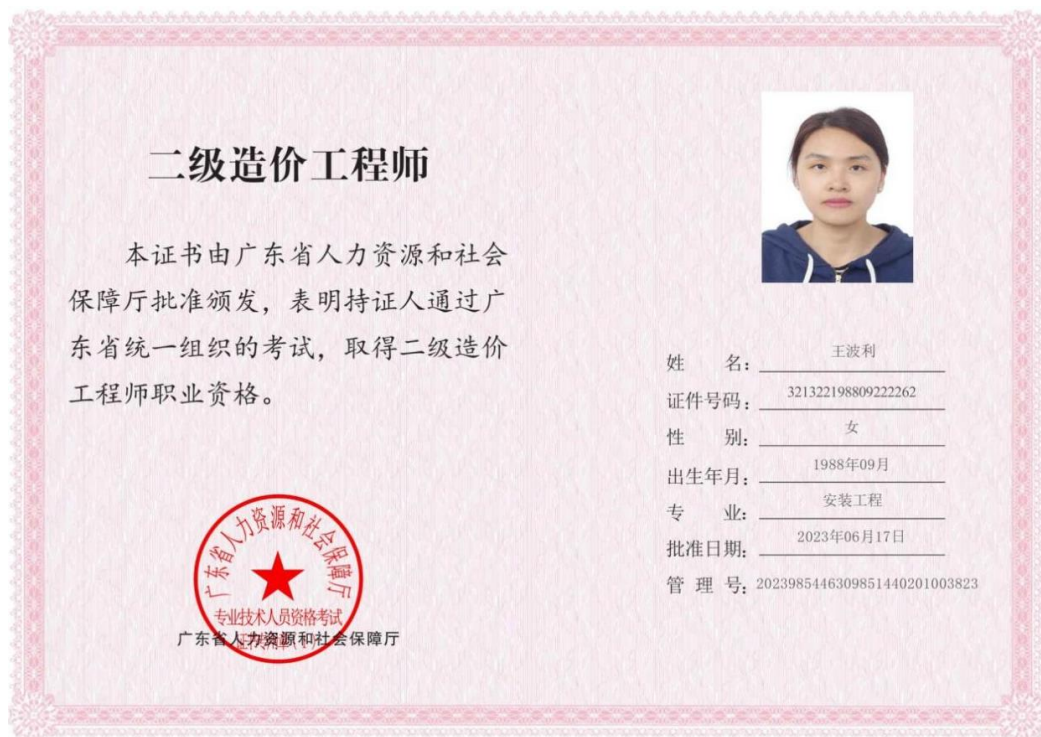 二级造价工程师
本证书由广东省人力资源和社会
保障厅批准颁发，表明持证人通过广
东省统一组织的考试，取得二级造价
工程师职业资格。
广东省人力资源和社会保障厅
专业技术人员资格考试
广东省人力资源和社会保障厅
姓 名：王波利
证件号码：321322198809222262
性 别：女
出生年月：1988年09月
专 业：安装工程
批准日期：2023年06月17日
管 理 号：2023985446309851440201003823